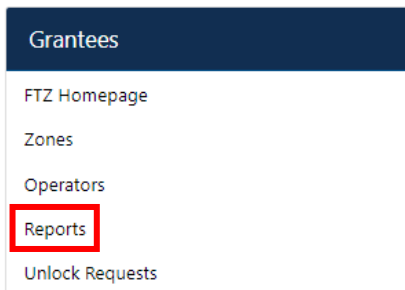 Grantees
FTZ Homepage
Zones
Operators
Reports
Unlock Requests